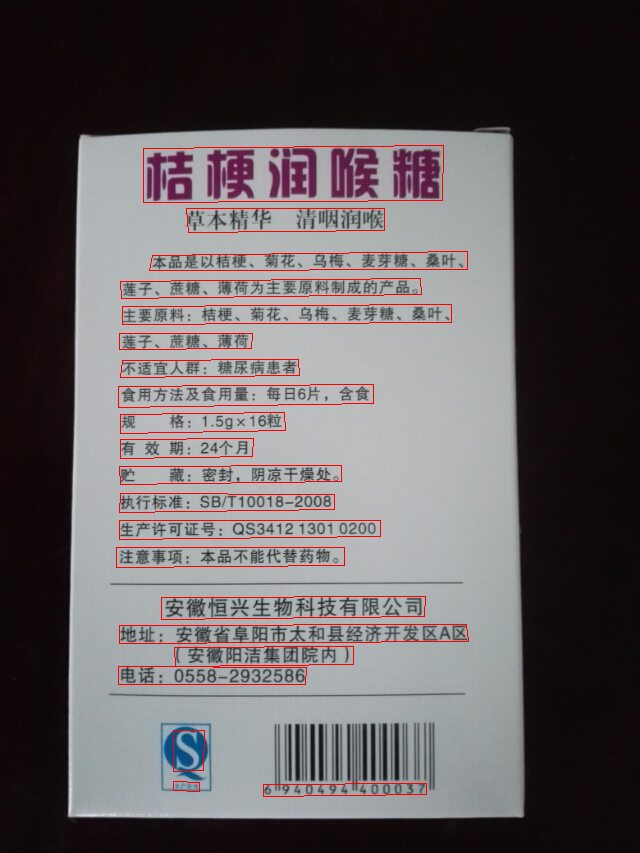 桔梗润喉糖
草本精华 清咽润喉
本品是以桔梗、菊花、乌梅、麦芽糖、桑叶、
莲子、蔗糖、薄荷为主要原料制成的产品。
主要原料：桔梗、菊花、乌梅、麦芽糖、桑叶、
莲子、蔗糖、薄荷
不适宜人群：糖尿病患者
食用方法及食用量：每日6片，含食
规 格：1.5g×16粒
有 效 期：24个月
贮 藏：密封，阴凉干燥处。
执行标准：SB/T10018-2008
生产许可证号：QS3412 1301 0200
注意事项：本品不能代替药物。
安徽恒兴生物科技有限公司
地址：安徽省阜阳市太和县经济开发区A区
（安徽阳洁集团院内）
电话：0558-2932586
S
6 940494 400037